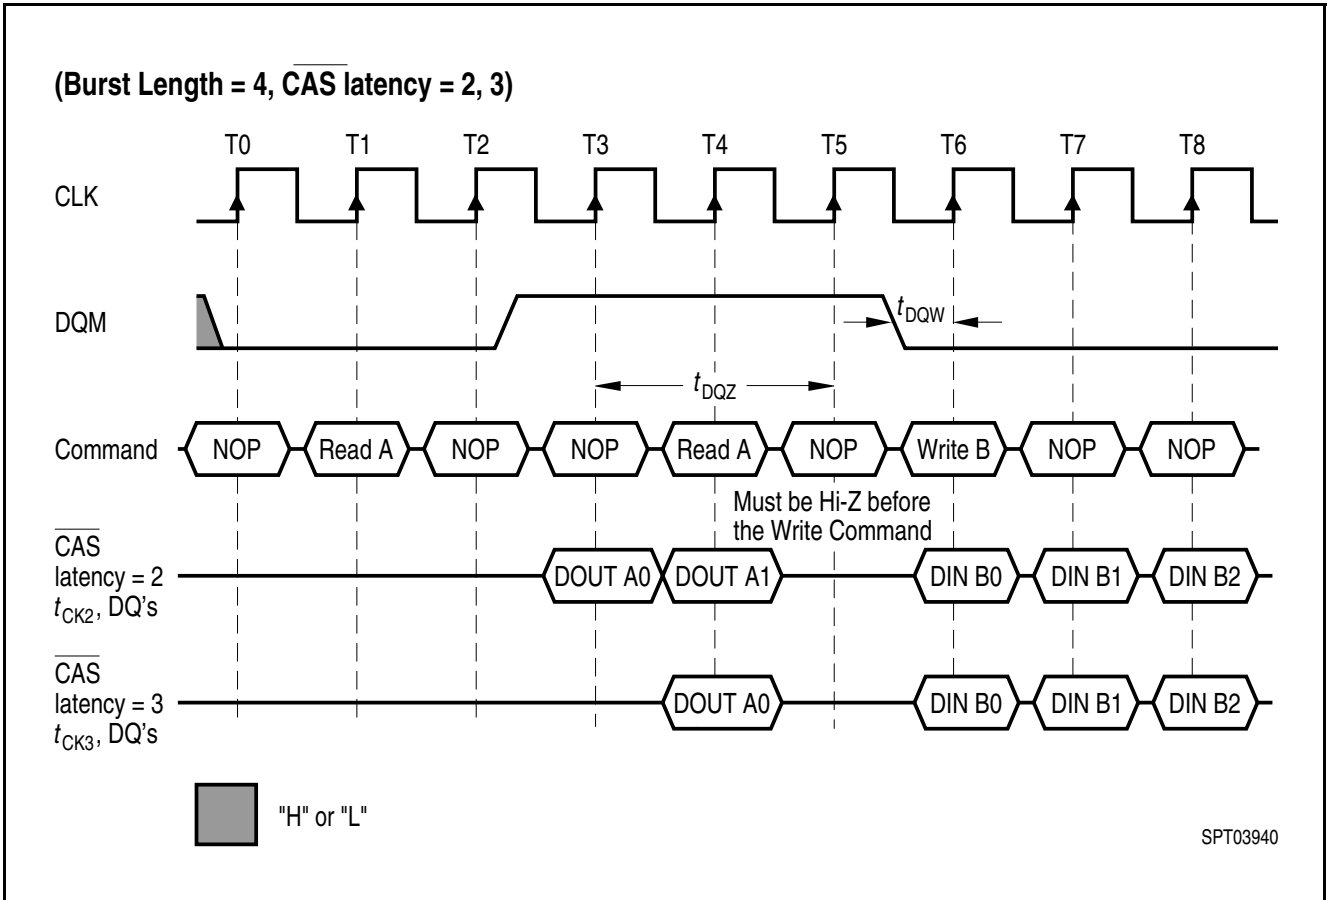 (Burst Length = 4, CAS latency = 2, 3)
T0 T1 T2 T3 T4 T5 T6 T7 T8
CLK
DQM
tDQW
tDQZ
Command NOP Read A NOP NOP Read A NOP Write B NOP NOP
Must be Hi-Z before
the Write Command
CAS
latency = 2
tCK2, DQ's
DOUT A0 DOUT A1 DIN B0 DIN B1 DIN B2
CAS
latency = 3
tCK3, DQ's
DOUT A0 DIN B0 DIN B1 DIN B2
"H" or "L"
SPT03940